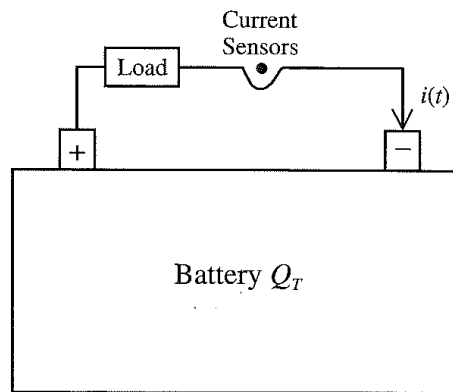 Current
Sensors
Load
i(t)
+
−
Battery Q_T